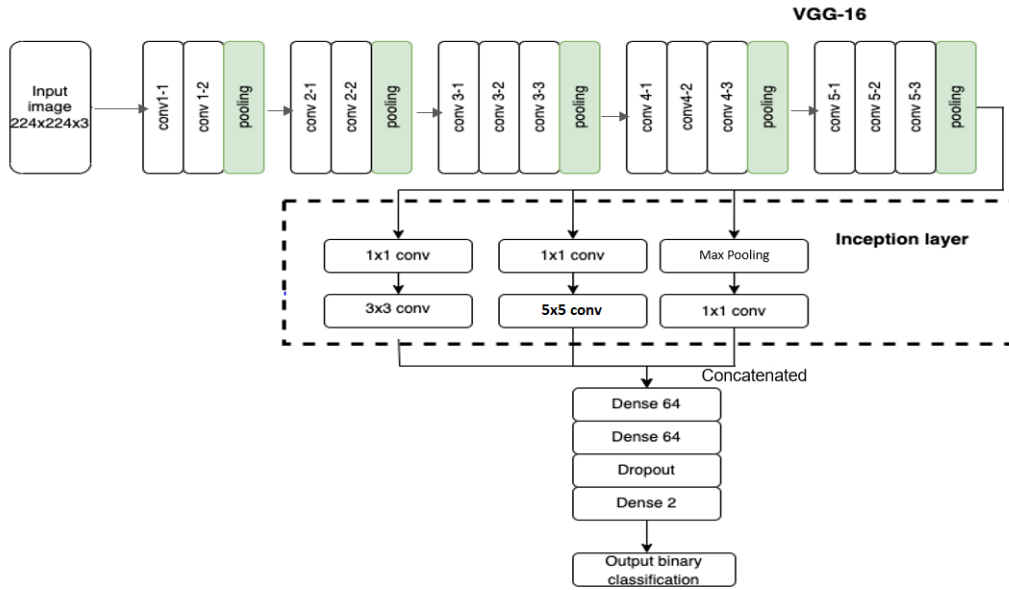 VGG-16
Input
image
224x224x3
conv1-1
conv 1-2
pooling
conv 2-1
conv 2-2
pooling
conv 3-1
conv 3-2
conv 3-3
pooling
conv 4-1
conv4-2
conv 4-3
pooling
conv 5-1
conv 5-2
conv 5-3
pooling
Inception layer
1x1 conv
1x1 conv
Max Pooling
3x3 conv
5x5 conv
1x1 conv
Concatenated
Dense 64
Dense 64
Dropout
Dense 2
Output binary
classification